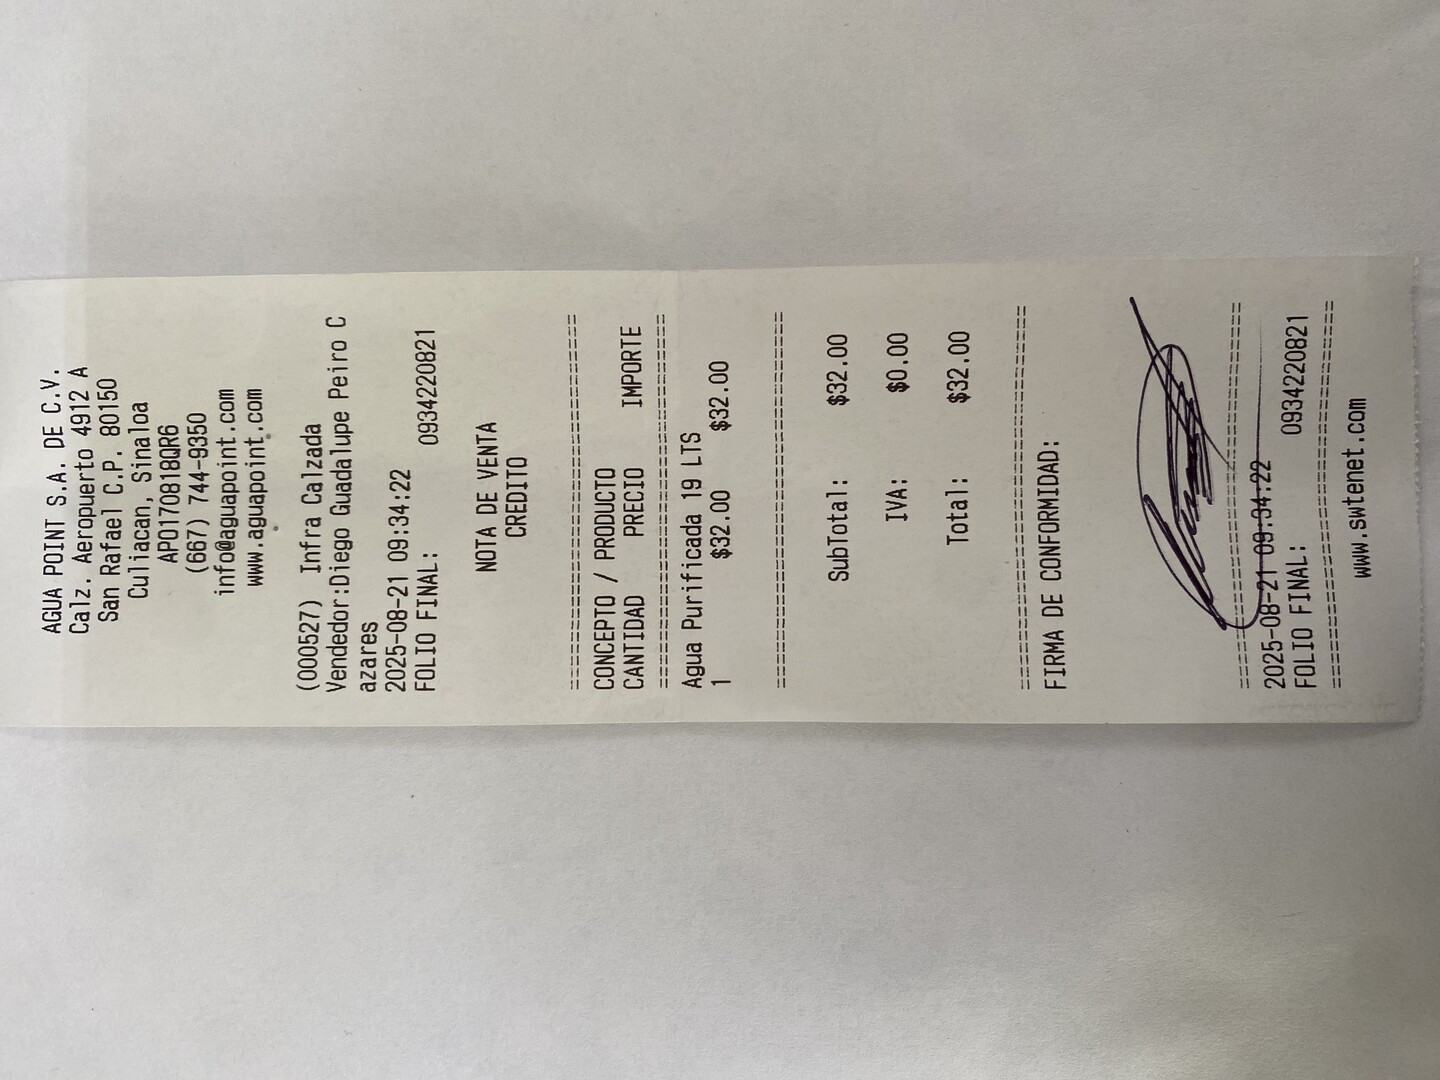 AGUA POINT S.A. DE C.V.
Calz. Aeropuerto 4912 A
San Rafael C.P. 80150
Culiacan, Sinaloa
APO170818QR6
(667) 744-9350
info@aguapoint.com
www.aguapoint.com
(000527) Infra Calzada
Vendedor:Diego Guadalupe Peiro C
azares
2025-08-21 09:34:22
FOLIO FINAL: 0934220821
NOTA DE VENTA
CREDITO
================================
CONCEPTO / PRODUCTO
CANTIDAD PRECIO IMPORTE
================================
Agua Purificada 19 LTS
1 $32.00 $32.00
================================
SubTotal: $32.00
IVA: $0.00
Total: $32.00
================================
FIRMA DE CONFORMIDAD:
================================
2025-08-21 09:34:22
FOLIO FINAL: 0934220821
================================
www.swtenet.com